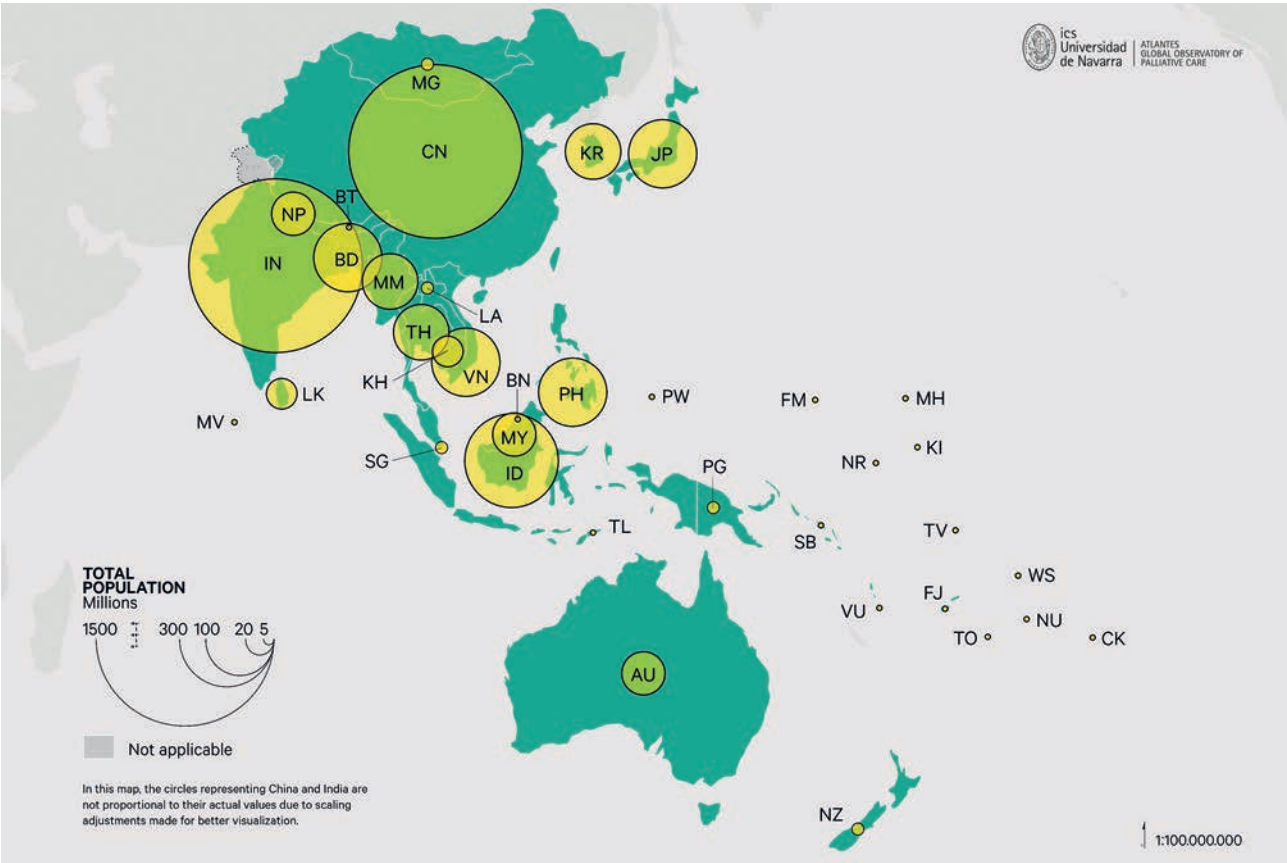 ics
Universidad
de Navarra
ATLANTES
GLOBAL OBSERVATORY OF
PALLIATIVE CARE
MG
CN
KR
JP
BT
NP
IN
BD
MM
LA
TH
KH
VN
BN
PH
LK
MV
PW
FM
MH
MY
SG
ID
KI
NR
PG
TL
SB
TV
WS
FJ
VU
NU
TO
CK
AU
NZ
TOTAL
POPULATION
Millions
1500 300 100 20 5
Not applicable
In this map, the circles representing China and India are
not proportional to their actual values due to scaling
adjustments made for better visualization.
1:100.000.000